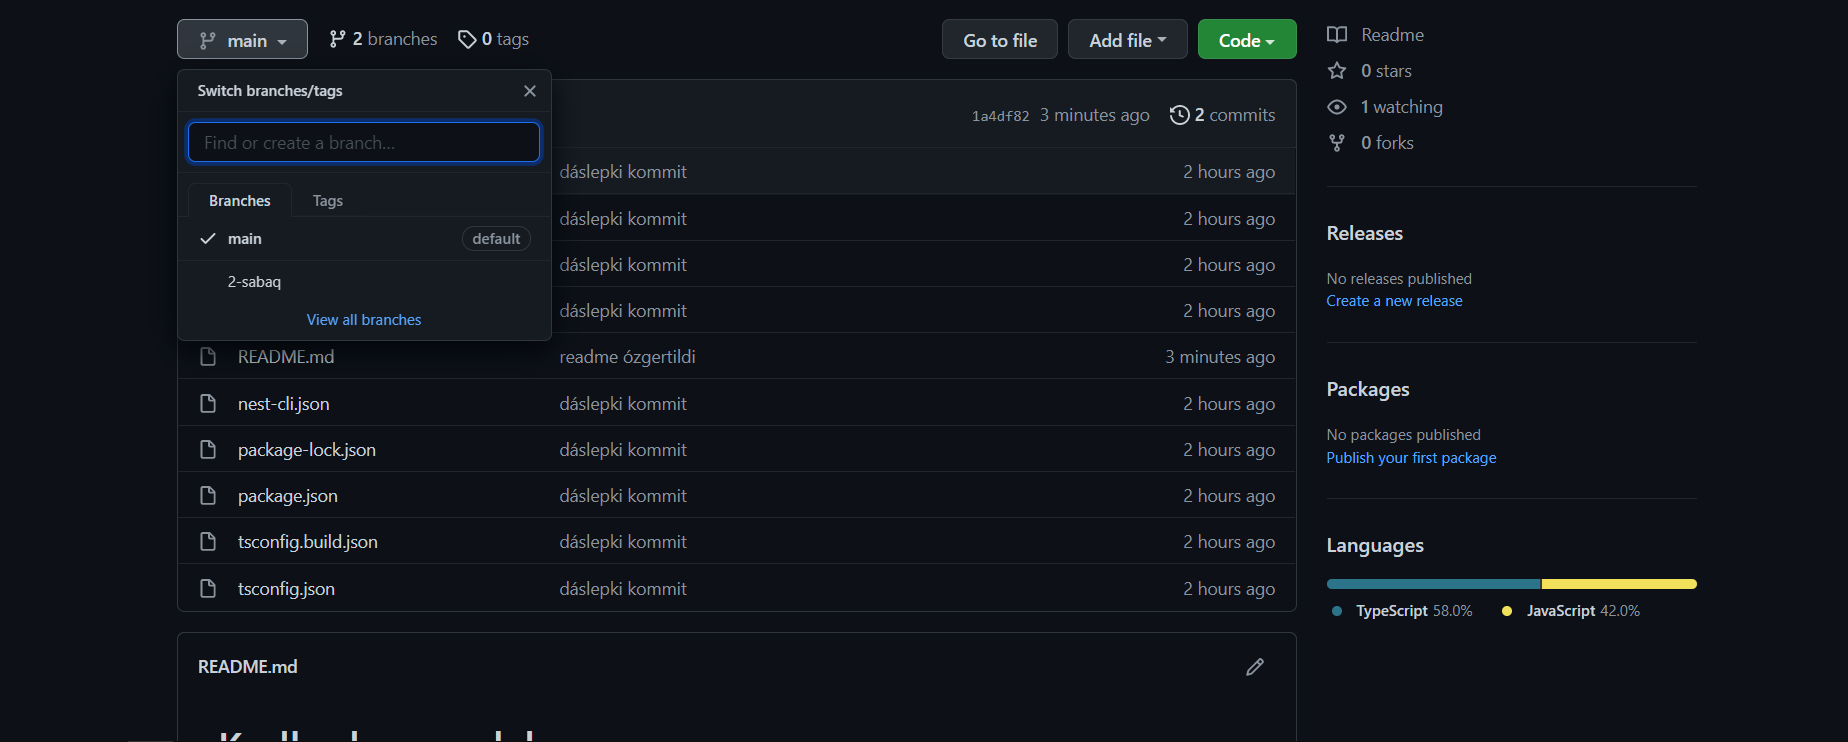 main
2 branches
0 tags
Go to file
Add file
Code
Switch branches/tags
Find or create a branch...
Branches
Tags
main
default
2-sabaq
View all branches
1a4df82 3 minutes ago
2 commits
dáslepki kommit
2 hours ago
dáslepki kommit
2 hours ago
dáslepki kommit
2 hours ago
dáslepki kommit
2 hours ago
README.md
readme ózgertildi
3 minutes ago
nest-cli.json
dáslepki kommit
2 hours ago
package-lock.json
dáslepki kommit
2 hours ago
package.json
dáslepki kommit
2 hours ago
tsconfig.build.json
dáslepki kommit
2 hours ago
tsconfig.json
dáslepki kommit
2 hours ago
README.md
Readme
0 stars
1 watching
0 forks
Releases
No releases published
Create a new release
Packages
No packages published
Publish your first package
Languages
TypeScript 58.0%
JavaScript 42.0%